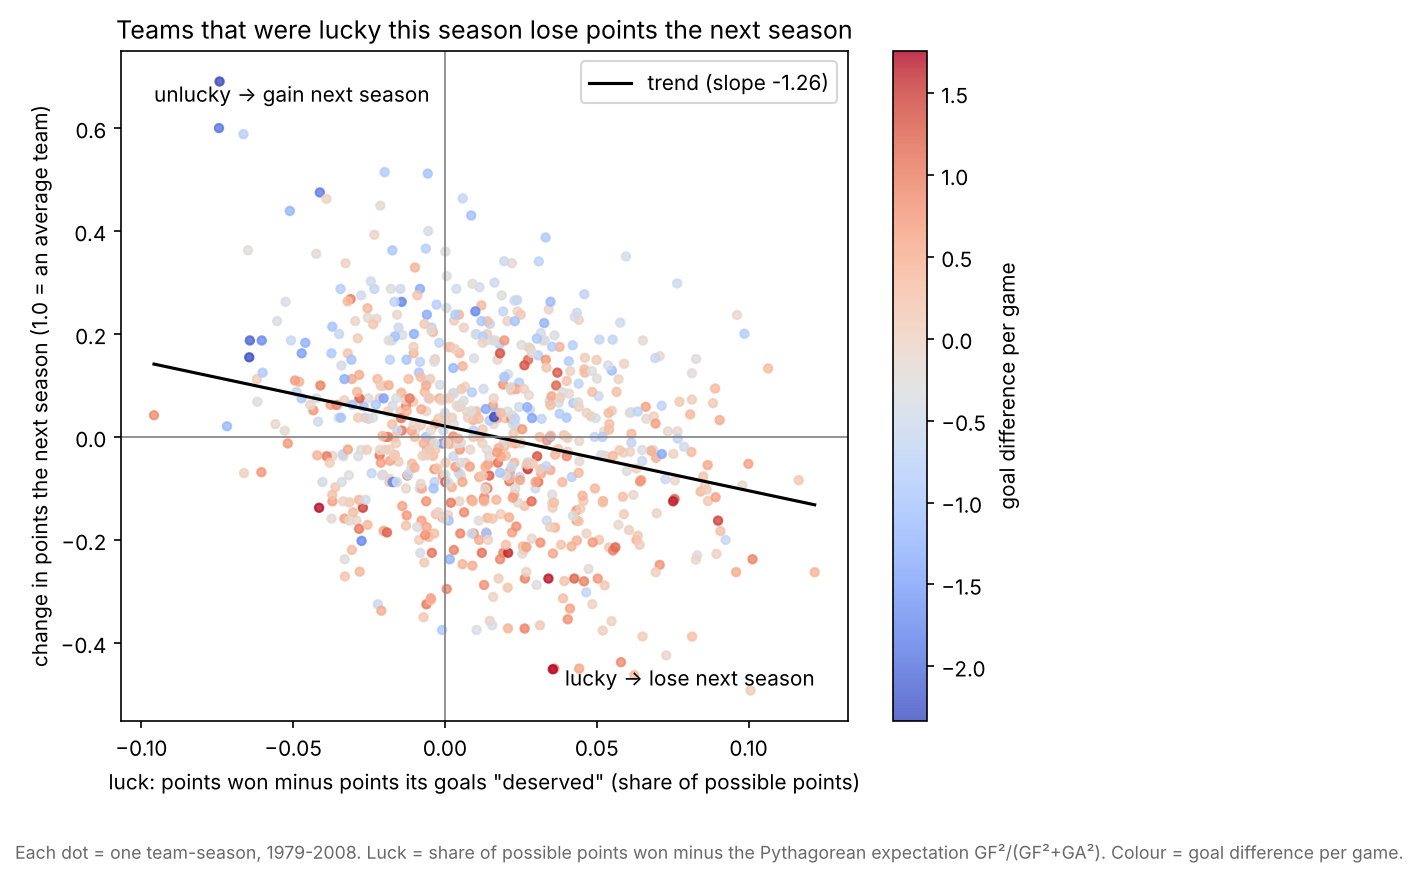 Teams that were lucky this season lose points the next season
unlucky → gain next season
trend (slope -1.26)
lucky → lose next season
change in points the next season (1.0 = an average team)
0.6
0.4
0.2
0.0
−0.2
−0.4
−0.10
−0.05
0.00
0.05
0.10
luck: points won minus points its goals "deserved" (share of possible points)
1.5
1.0
0.5
0.0
−0.5
−1.0
−1.5
−2.0
goal difference per game
Each dot = one team-season, 1979-2008. Luck = share of possible points won minus the Pythagorean expectation GF²/(GF²+GA²). Colour = goal difference per game.